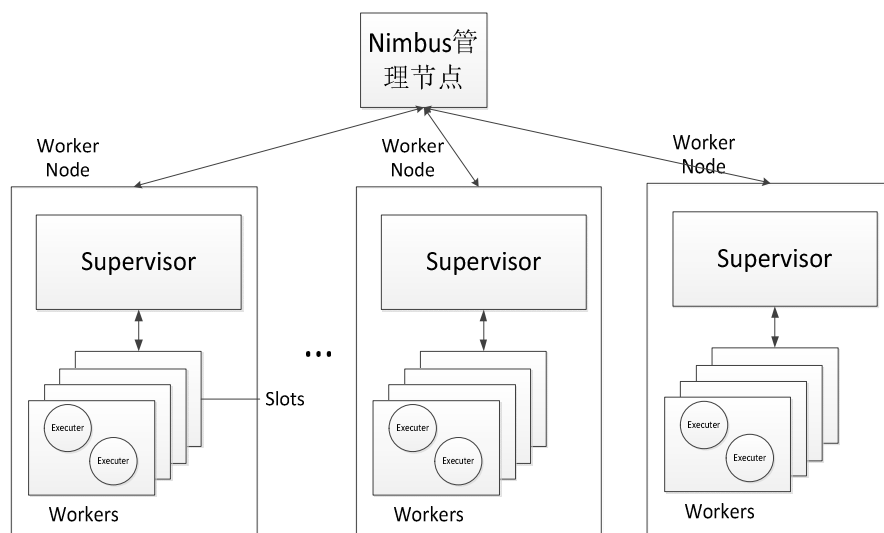 Nimbus管
理节点
Worker
Node
Worker
Node
Worker
Node
Supervisor
Supervisor
Supervisor
...
Slots
Executer
Executer
Executer
Executer
Executer
Executer
Workers
Workers
Workers